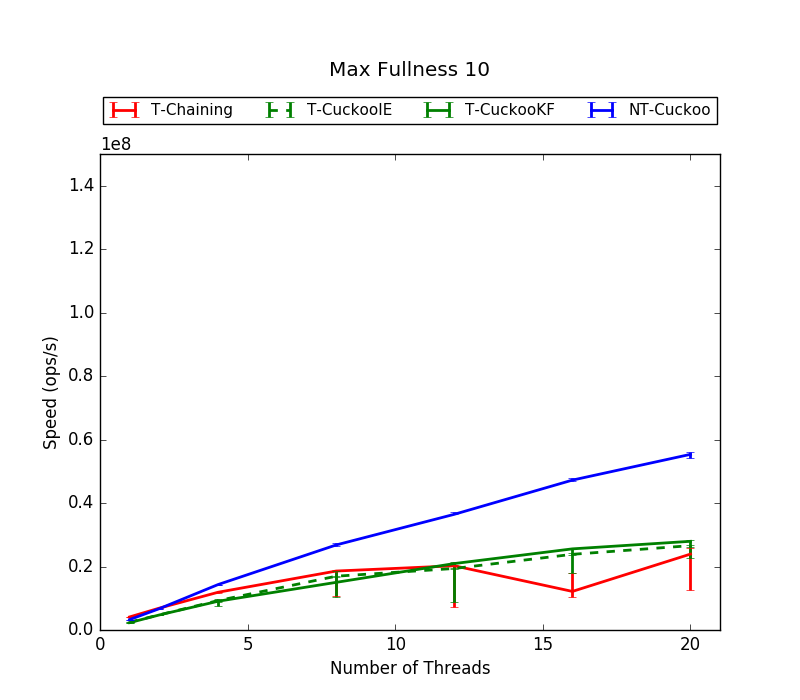 Max Fullness 10
T-Chaining T-CuckooIE T-CuckooKF NT-Cuckoo
1e8
1.4
1.2
1.0
0.8
0.6
0.4
0.2
0.0
Speed (ops/s)
0 5 10 15 20
Number of Threads